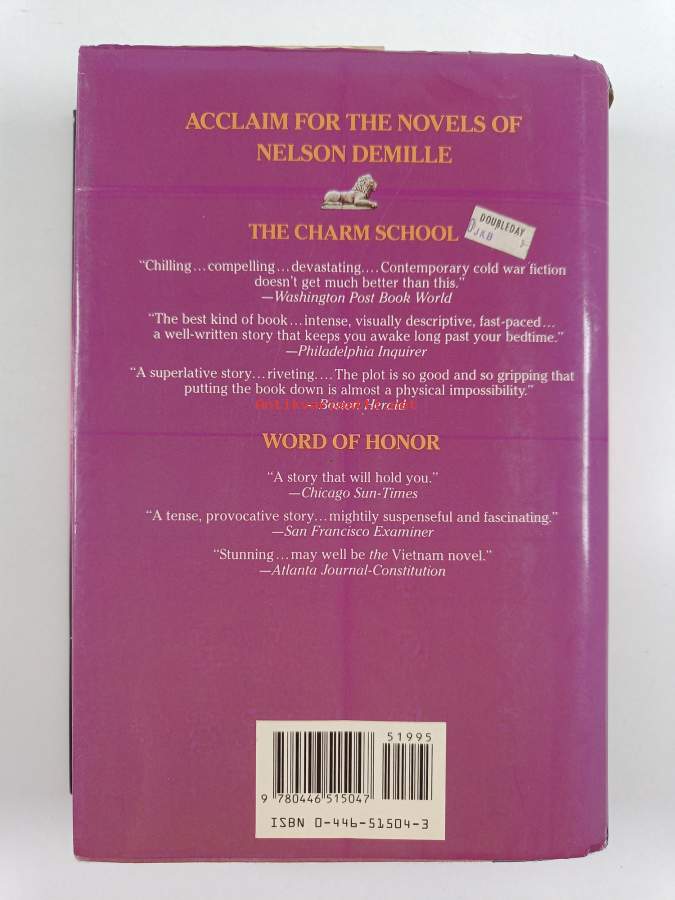 ACCLAIM FOR THE NOVELS OF
NELSON DEMILLE
THE CHARM SCHOOL
DOUBLEDAY
JKB
“Chilling...compelling...devastating.... Contemporary cold war fiction
doesn't get much better than this.”
—Washington Post Book World
“The best kind of book...intense, visually descriptive, fast-paced...
a well-written story that keeps you awake long past your bedtime.”
—Philadelphia Inquirer
“A superlative story...riveting.... The plot is so good and so gripping that
putting the book down is almost a physical impossibility.”
—Boston Herald
WORD OF HONOR
“A story that will hold you.”
—Chicago Sun-Times
“A tense, provocative story...mightily suspenseful and fascinating.”
—San Francisco Examiner
“Stunning...may well be the Vietnam novel.”
—Atlanta Journal-Constitution
51995
9 780446 515047
ISBN 0-446-51504-3